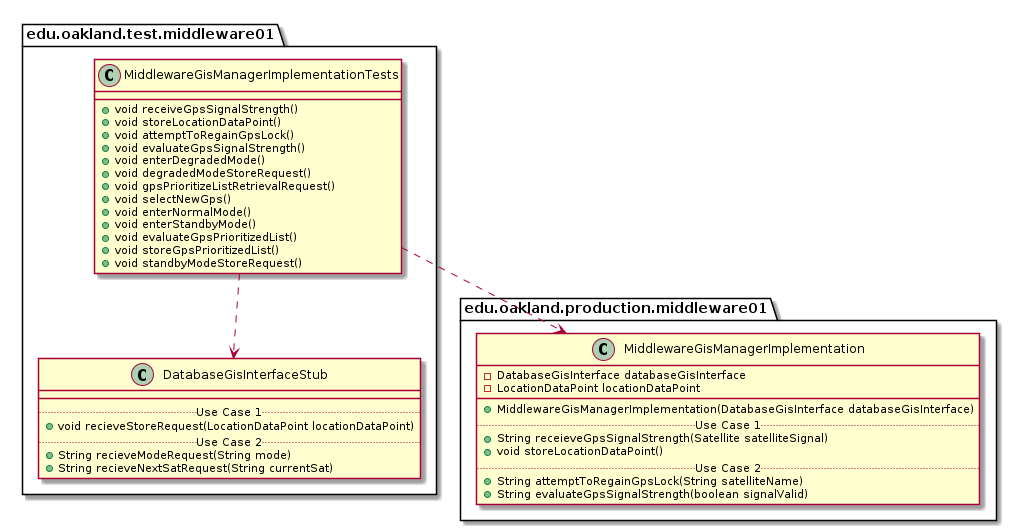 edu.oakland.test.middleware01
C MiddlewareGisManagerImplementationTests
void receiveGpsSignalStrength()
void storeLocationDataPoint()
void attemptToRegainGpsLock()
void evaluateGpsSignalStrength()
void enterDegradedMode()
void degradedModeStoreRequest()
void gpsPrioritizeListRetrievalRequest()
void selectNewGps()
void enterNormalMode()
void enterStandbyMode()
void evaluateGpsPrioritizedList()
void storeGpsPrioritizedList()
void standbyModeStoreRequest()
C DatabaseGisInterfaceStub
Use Case 1
void recieveStoreRequest(LocationDataPoint locationDataPoint)
Use Case 2
String recieveModeRequest(String mode)
String recieveNextSatRequest(String currentSat)
edu.oakland.production.middleware01
C MiddlewareGisManagerImplementation
DatabaseGisInterface databaseGisInterface
LocationDataPoint locationDataPoint
MiddlewareGisManagerImplementation(DatabaseGisInterface databaseGisInterface)
Use Case 1
String receieveGpsSignalStrength(Satellite satelliteSignal)
void storeLocationDataPoint()
Use Case 2
String attemptToRegainGpsLock(String satelliteName)
String evaluateGpsSignalStrength(boolean signalValid)